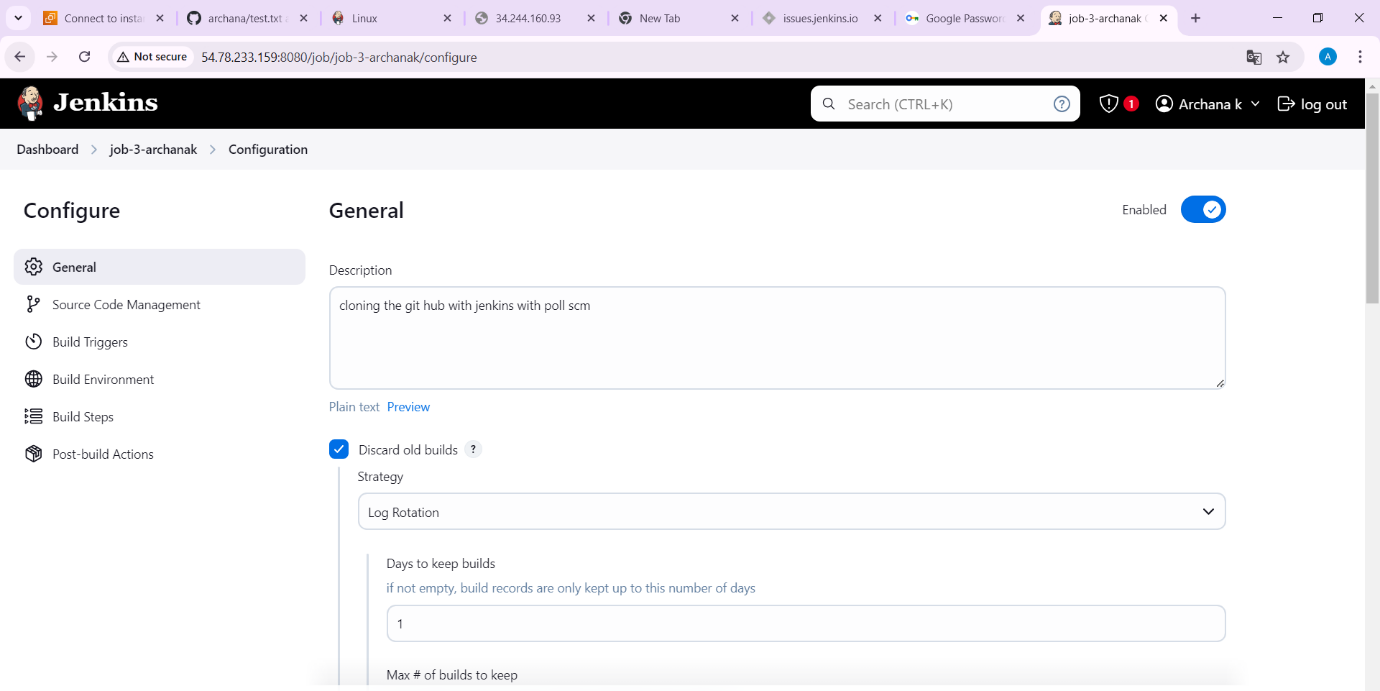 Connect to insta
archana/test.txt a
Linux
34.244.160.93
New Tab
issues.jenkins.io
Google Password
job-3-archanak C
Not secure
54.78.233.159:8080/job/job-3-archanak/configure
A
Jenkins
Search (CTRL+K)
1
Archana k
log out
Dashboard > job-3-archanak > Configuration
Configure
General
Source Code Management
Build Triggers
Build Environment
Build Steps
Post-build Actions
General
Enabled
Description
cloning the git hub with jenkins with poll scm
Plain text Preview
Discard old builds ?
Strategy
Log Rotation
Days to keep builds
if not empty, build records are only kept up to this number of days
1
Max # of builds to keep